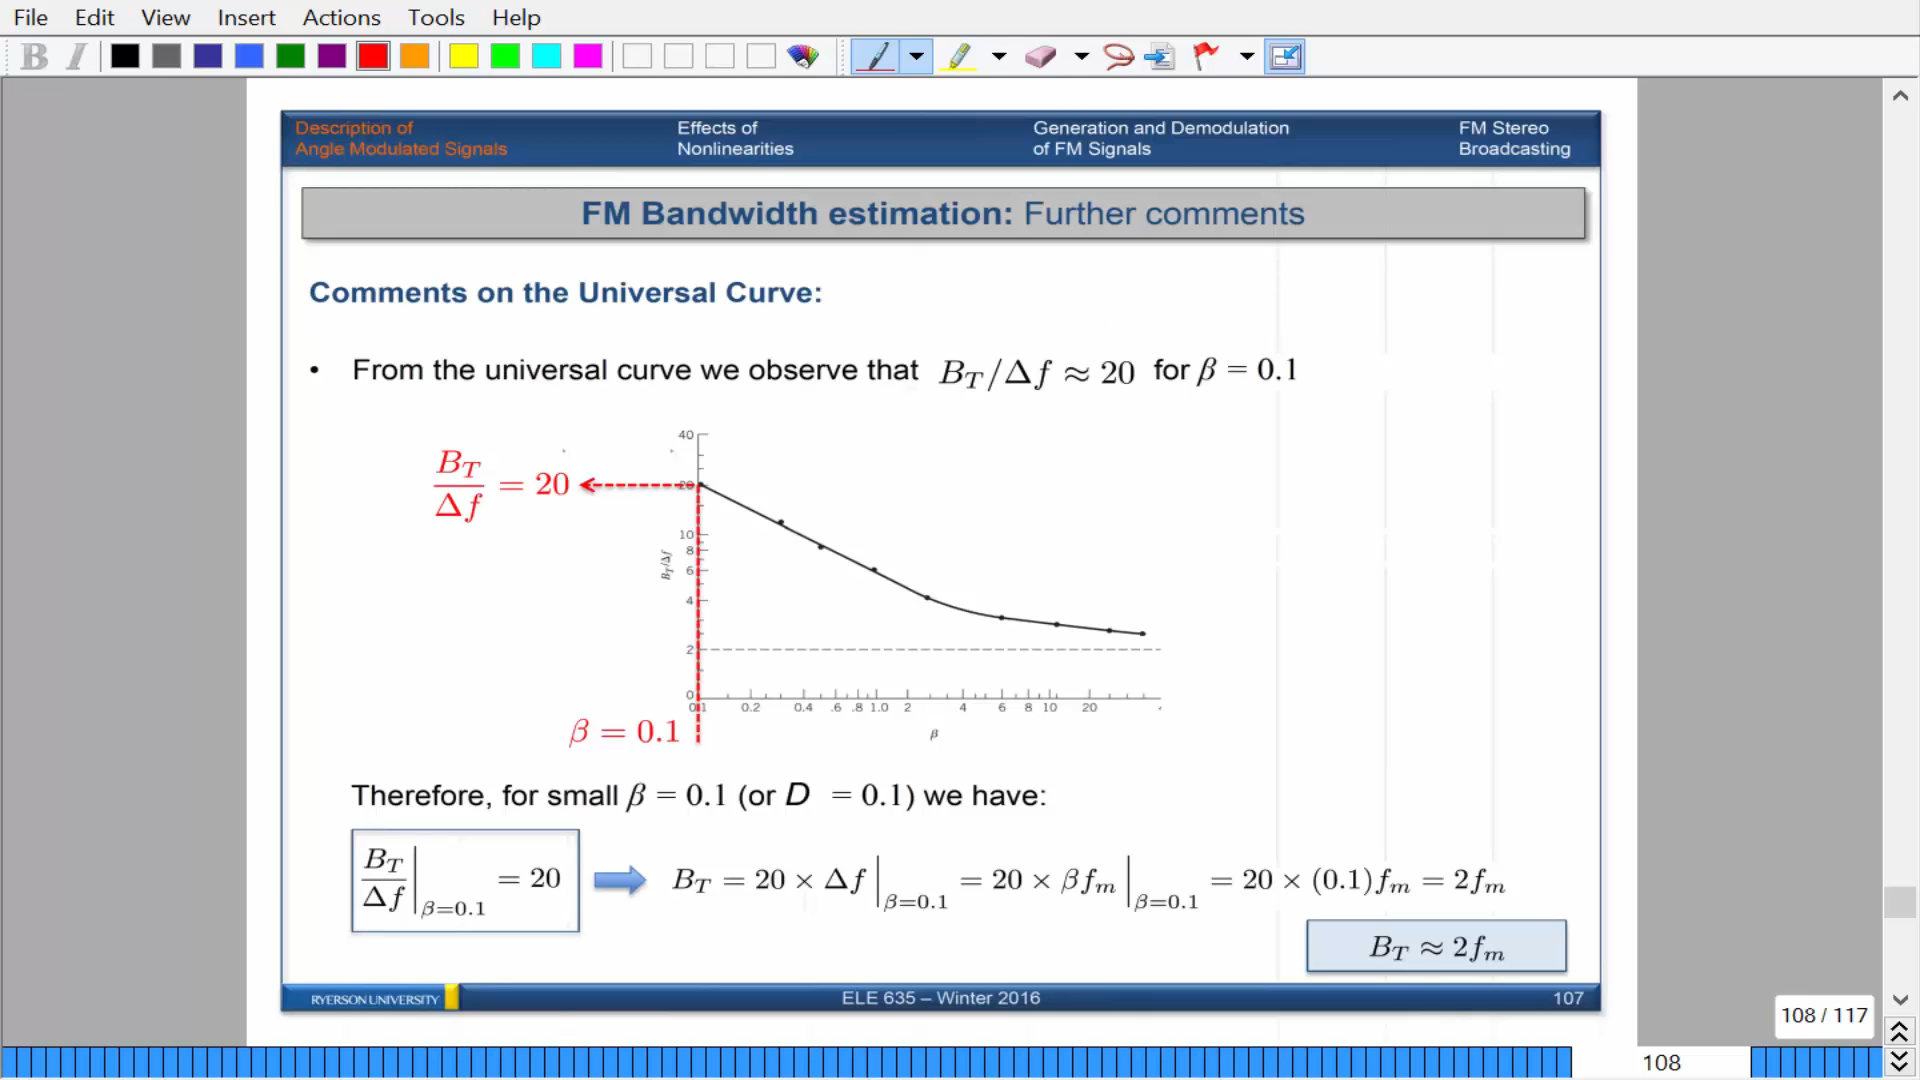 File Edit View Insert Actions Tools Help
B I
Description of
Angle Modulated Signals
Effects of
Nonlinearities
Generation and Demodulation
of FM Signals
FM Stereo
Broadcasting
FM Bandwidth estimation: Further comments
Comments on the Universal Curve:
• From the universal curve we observe that B_T/Δf ≈ 20 for β = 0.1
B_T/Δf = 20
40
20
10
8
6
4
2
0
B_T/Δf
0.1 0.2 0.4 .6 .8 1.0 2 4 6 8 10 20
β
β = 0.1
Therefore, for small β = 0.1 (or D = 0.1) we have:
B_T/Δf |β=0.1 = 20
B_T = 20 × Δf |β=0.1 = 20 × βf_m |β=0.1 = 20 × (0.1)f_m = 2f_m
B_T ≈ 2f_m
RYERSON UNIVERSITY
ELE 635 – Winter 2016
107
108 / 117
108